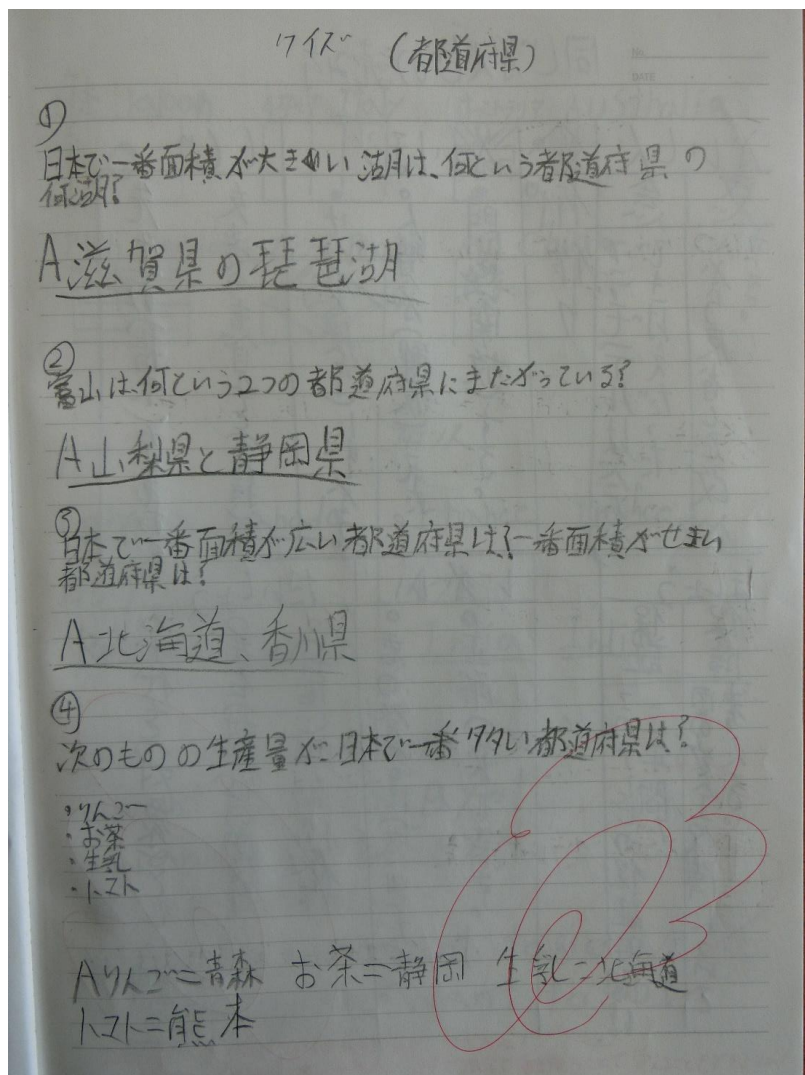 クイズ (都道府県)
NO.
DATE
①
日本で一番面積が大きい湖は、何という都道府県の
何湖?
A 滋賀県の琵琶湖
②
富山は何という2つの都道府県にまたがっている?
A 山梨県と静岡県
③
日本で一番面積が広い都道府県は?一番面積がせまい
都道府県は?
A 北海道、香川県
④
次のものの生産量が日本で一番多い都道府県は?
・りんご
・お茶
・生乳
・トマト
A りんご=青森 お茶=静岡 生乳=北海道
トマト=熊本